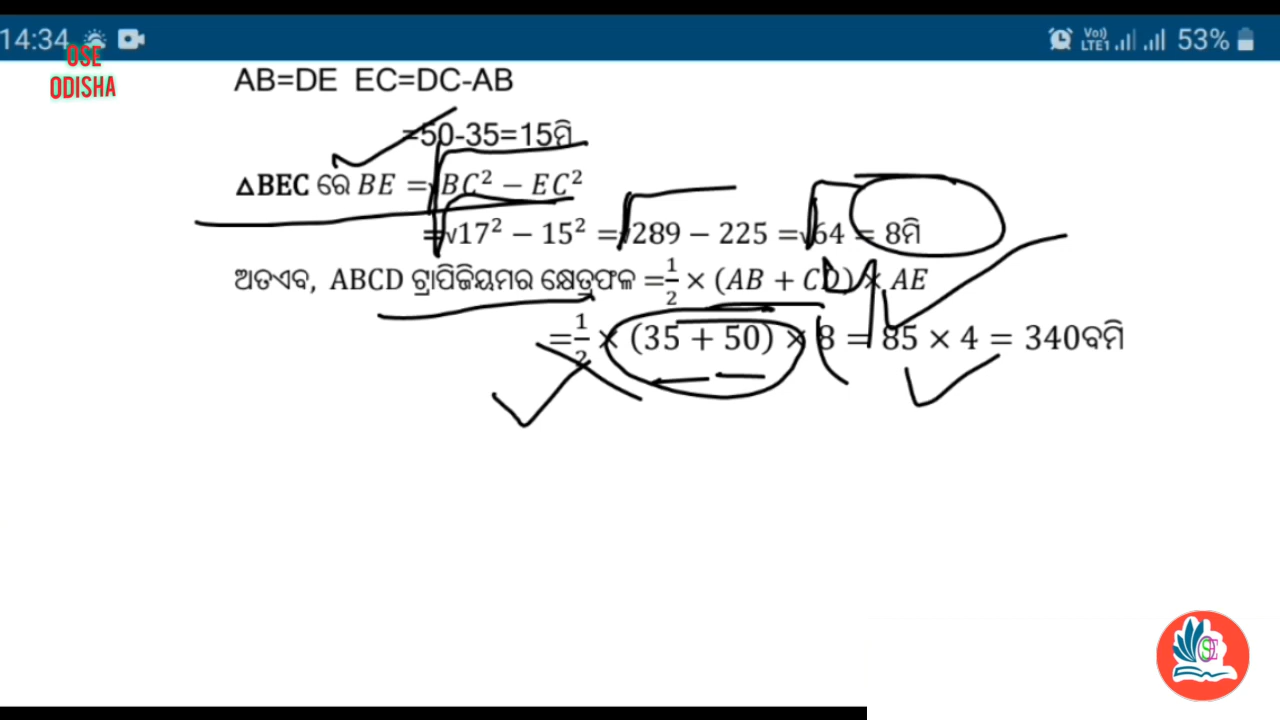 14:34 53%
OSE
ODISHA
AB=DE EC=DC-AB
=50-35=15ମି
△BEC ରେ BE =√BC² − EC²
=√17² − 15² =√289 − 225 =√64 = 8ମି
ଅତଏବ, ABCD ଟ୍ରାପିଜିୟମର କ୍ଷେତ୍ରଫଳ =1/2 × (AB + CD) × AE
=1/2 × (35 + 50) × 8 = 85 × 4 = 340ବମି